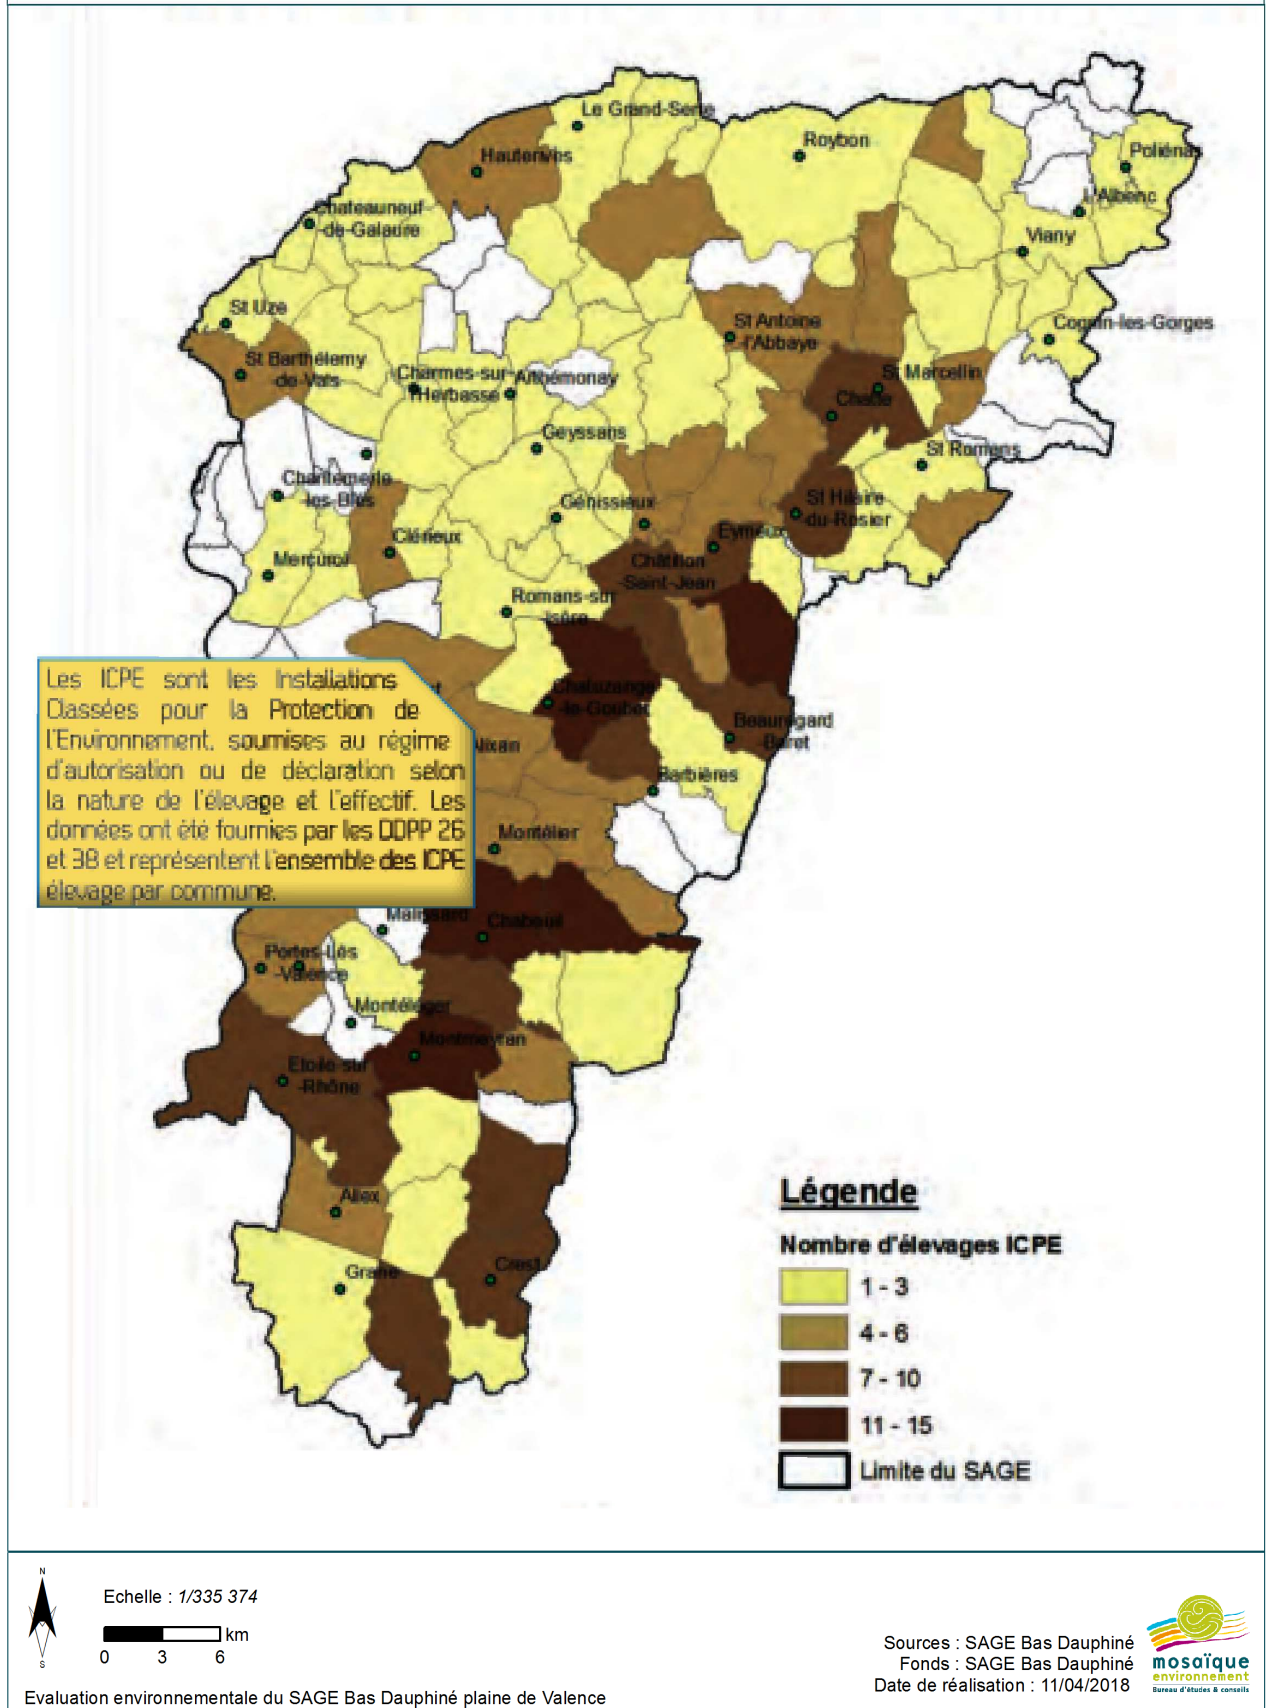 Le Grand-Serre
Roybon
Hauterives
Poliénas
L'Albenc
Chateauneuf-
-de-Galaure
Vinay
St Uze
St Antoine
-l'Abbaye
Cognin-les-Gorges
St Barthélemy
-de-Vals
Charmes-sur-
l'Herbasse
Arthémonay
St Marcellin
Chatte
Geyssans
St Romans
Chantemerle
-les-Blés
Génissieux
St Hilaire
-du-Rosier
Clérieux
Eymeux
Mercurol
Châtillon
-Saint-Jean
Romans-sur
-Isère
Les ICPE sont les Installations
Classées pour la Protection de
l'Environnement, soumises au régime
d'autorisation ou de déclaration selon
la nature de l'élevage et l'effectif. Les
données ont été fournies par les DDPP 26
et 38 et représentent l'ensemble des ICPE
élevage par commune.
Chatuzange
-le-Goubet
Beauregard
-Baret
Alixan
Barbières
Montélier
Malissard
Chabeuil
Portes-Lès
-Valence
Montéléger
Montmeyran
Etoile-sur
-Rhône
Allex
Grane
Crest
Légende
Nombre d'élevages ICPE
1 - 3
4 - 6
7 - 10
11 - 15
Limite du SAGE
N
S
Echelle : 1/335 374
km
0 3 6
Sources : SAGE Bas Dauphiné
Fonds : SAGE Bas Dauphiné
Date de réalisation : 11/04/2018
mosaïque
environnement
Bureau d'études & conseils
Evaluation environnementale du SAGE Bas Dauphiné plaine de Valence